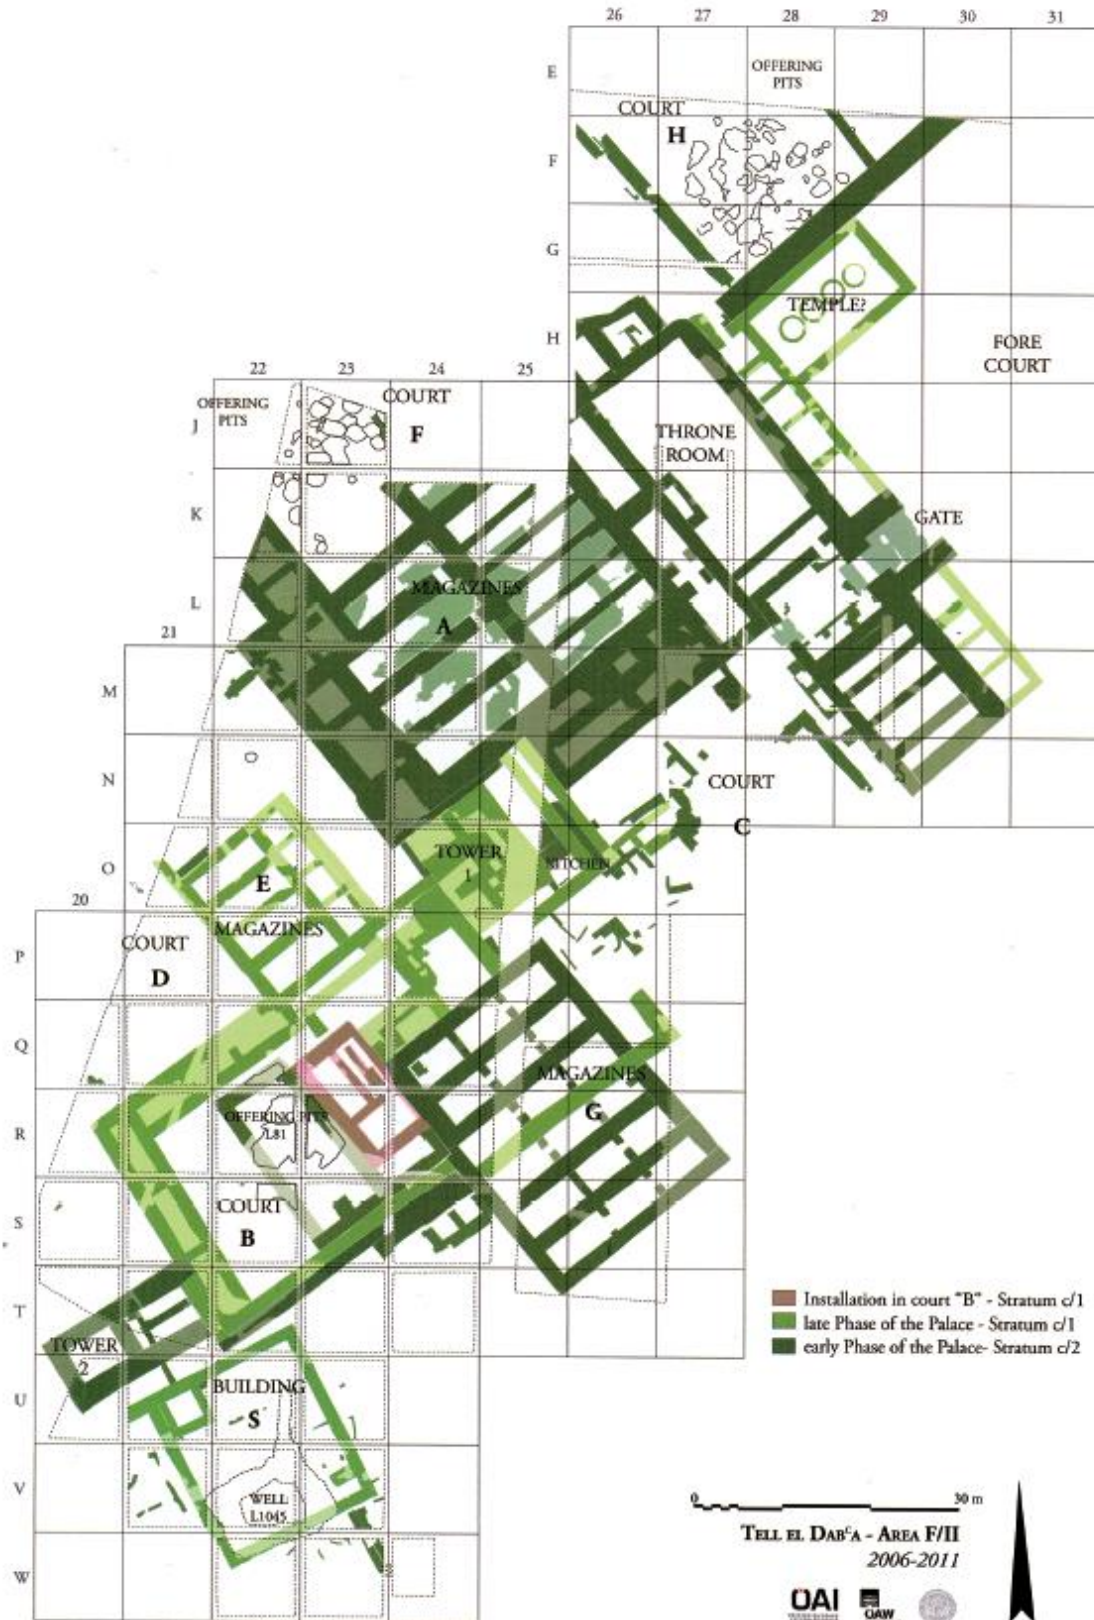 26 27 28 29 30 31
E
OFFERING
PITS
COURT
H
F
G
TEMPLE?
H
FORE
COURT
22 23 24 25
OFFERING
PITS
COURT
F
J
THRONE
ROOM
K
GATE
MAGAZINES
A
L
21
M
N
COURT
C
TOWER
1
KITCHEN
O
E
20
MAGAZINES
COURT
D
P
Q
MAGAZINES
G
OFFERING PITS
L81
R
COURT
B
S
T
TOWER
2
Installation in court "B" - Stratum c/1
late Phase of the Palace - Stratum c/1
early Phase of the Palace- Stratum c/2
BUILDING
S
U
V
WELL
L1045
W
0 30 m
TELL EL DABᶜA - AREA F/II
2006-2011
ÖAI
ÖAW